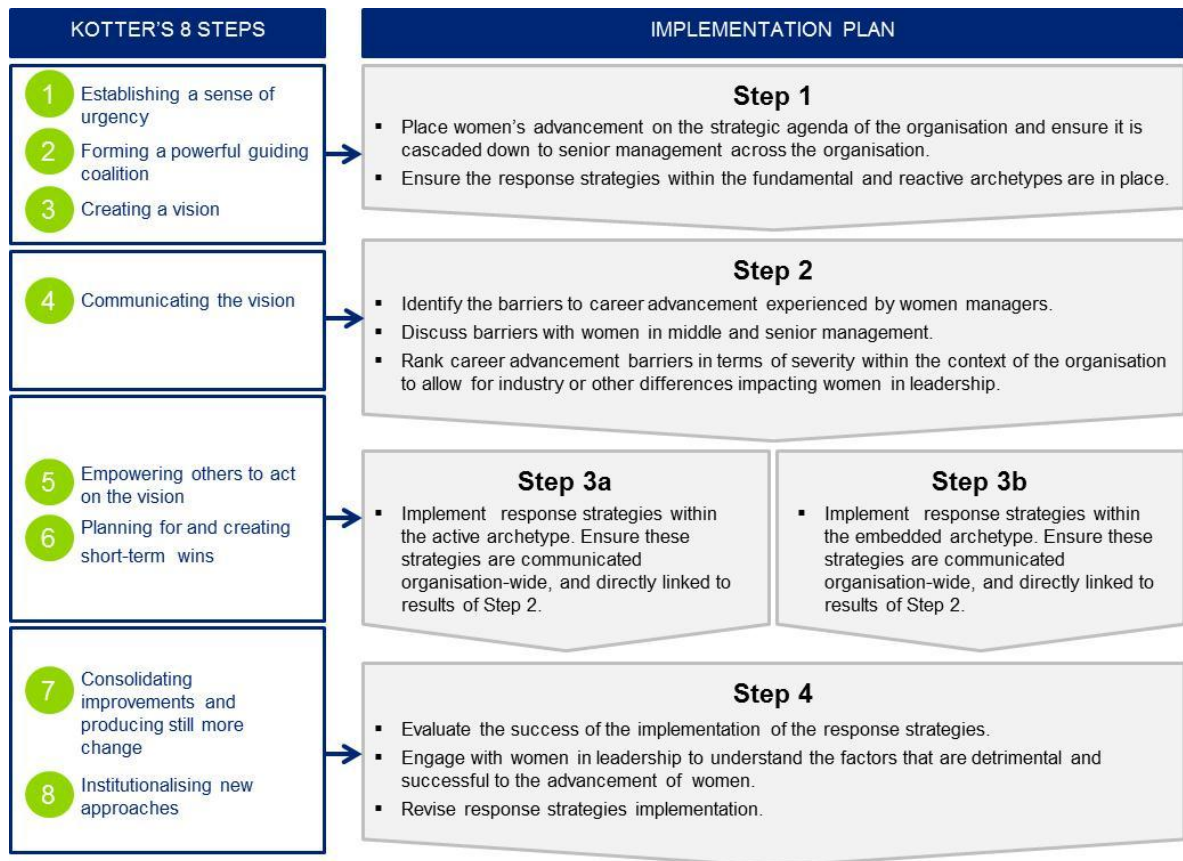 KOTTER'S 8 STEPS
IMPLEMENTATION PLAN
1
Establishing a sense of
urgency
2
Forming a powerful guiding
coalition
3
Creating a vision
Step 1
▪ Place women's advancement on the strategic agenda of the organisation and ensure it is
cascaded down to senior management across the organisation.
▪ Ensure the response strategies within the fundamental and reactive archetypes are in place.
4
Communicating the vision
Step 2
▪ Identify the barriers to career advancement experienced by women managers.
▪ Discuss barriers with women in middle and senior management.
▪ Rank career advancement barriers in terms of severity within the context of the organisation
to allow for industry or other differences impacting women in leadership.
5
Empowering others to act
on the vision
6
Planning for and creating
short-term wins
Step 3a
▪ Implement response strategies within
the active archetype. Ensure these
strategies are communicated
organisation-wide, and directly linked to
results of Step 2.
Step 3b
▪ Implement response strategies within
the embedded archetype. Ensure these
strategies are communicated
organisation-wide, and directly linked to
results of Step 2.
7
Consolidating
improvements and
producing still more
change
8
Institutionalising new
approaches
Step 4
▪ Evaluate the success of the implementation of the response strategies.
▪ Engage with women in leadership to understand the factors that are detrimental and
successful to the advancement of women.
▪ Revise response strategies implementation.